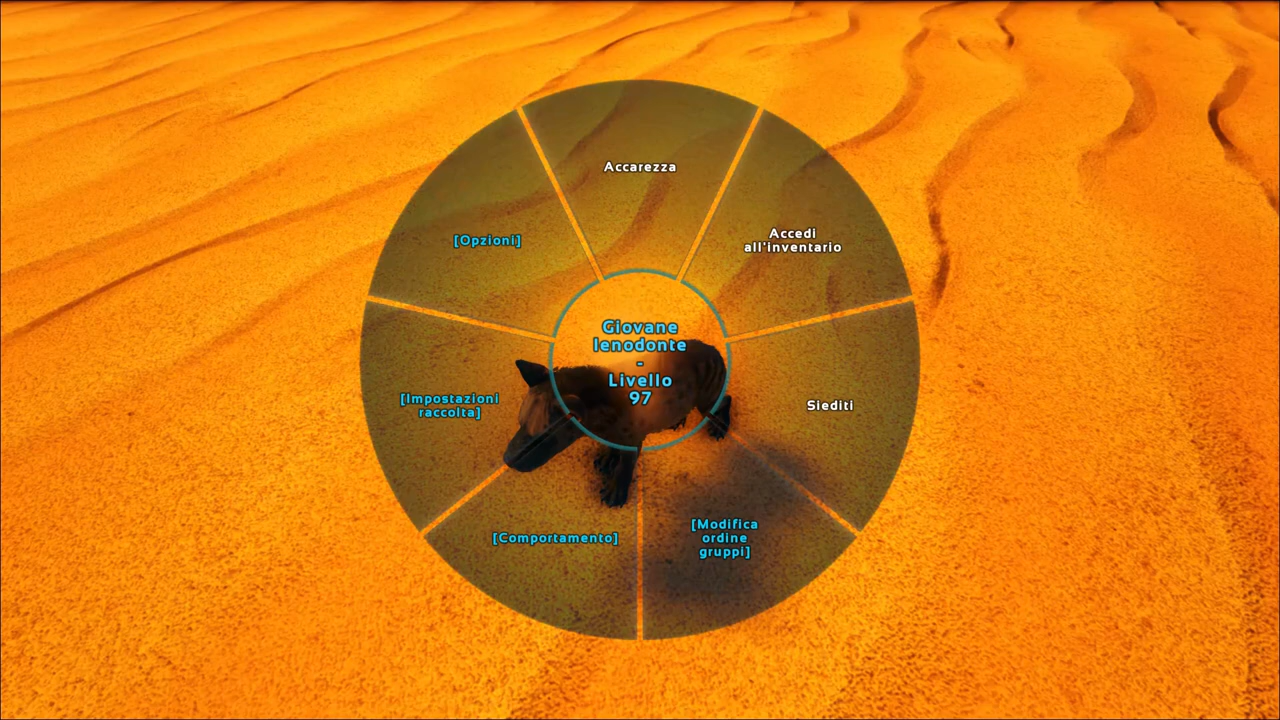 Accarezza
[Opzioni]
Accedi
all'inventario
Giovane
Ienodonte
-
Livello
97
[Impostazioni
raccolta]
Siediti
[Comportamento]
[Modifica
ordine
gruppi]